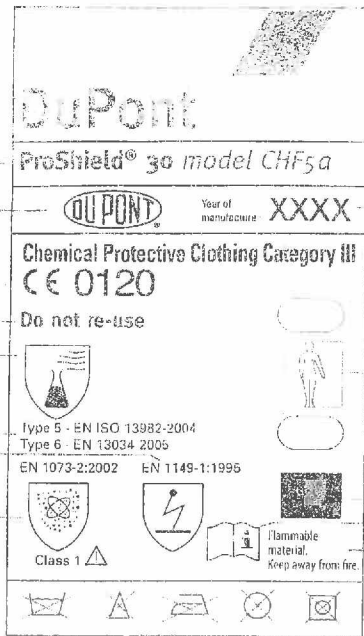 DuPont
ProShield® 30 model CHF5a
DU PONT®
Year of
manufacture
XXXX
Chemical Protective Clothing Category III
CE 0120
Do not re-use
Type 5 - EN ISO 13982-2004
Type 6 - EN 13034-2005
EN 1073-2:2002 EN 1149-1:1995
Class 1
Flammable
material.
Keep away from fire.